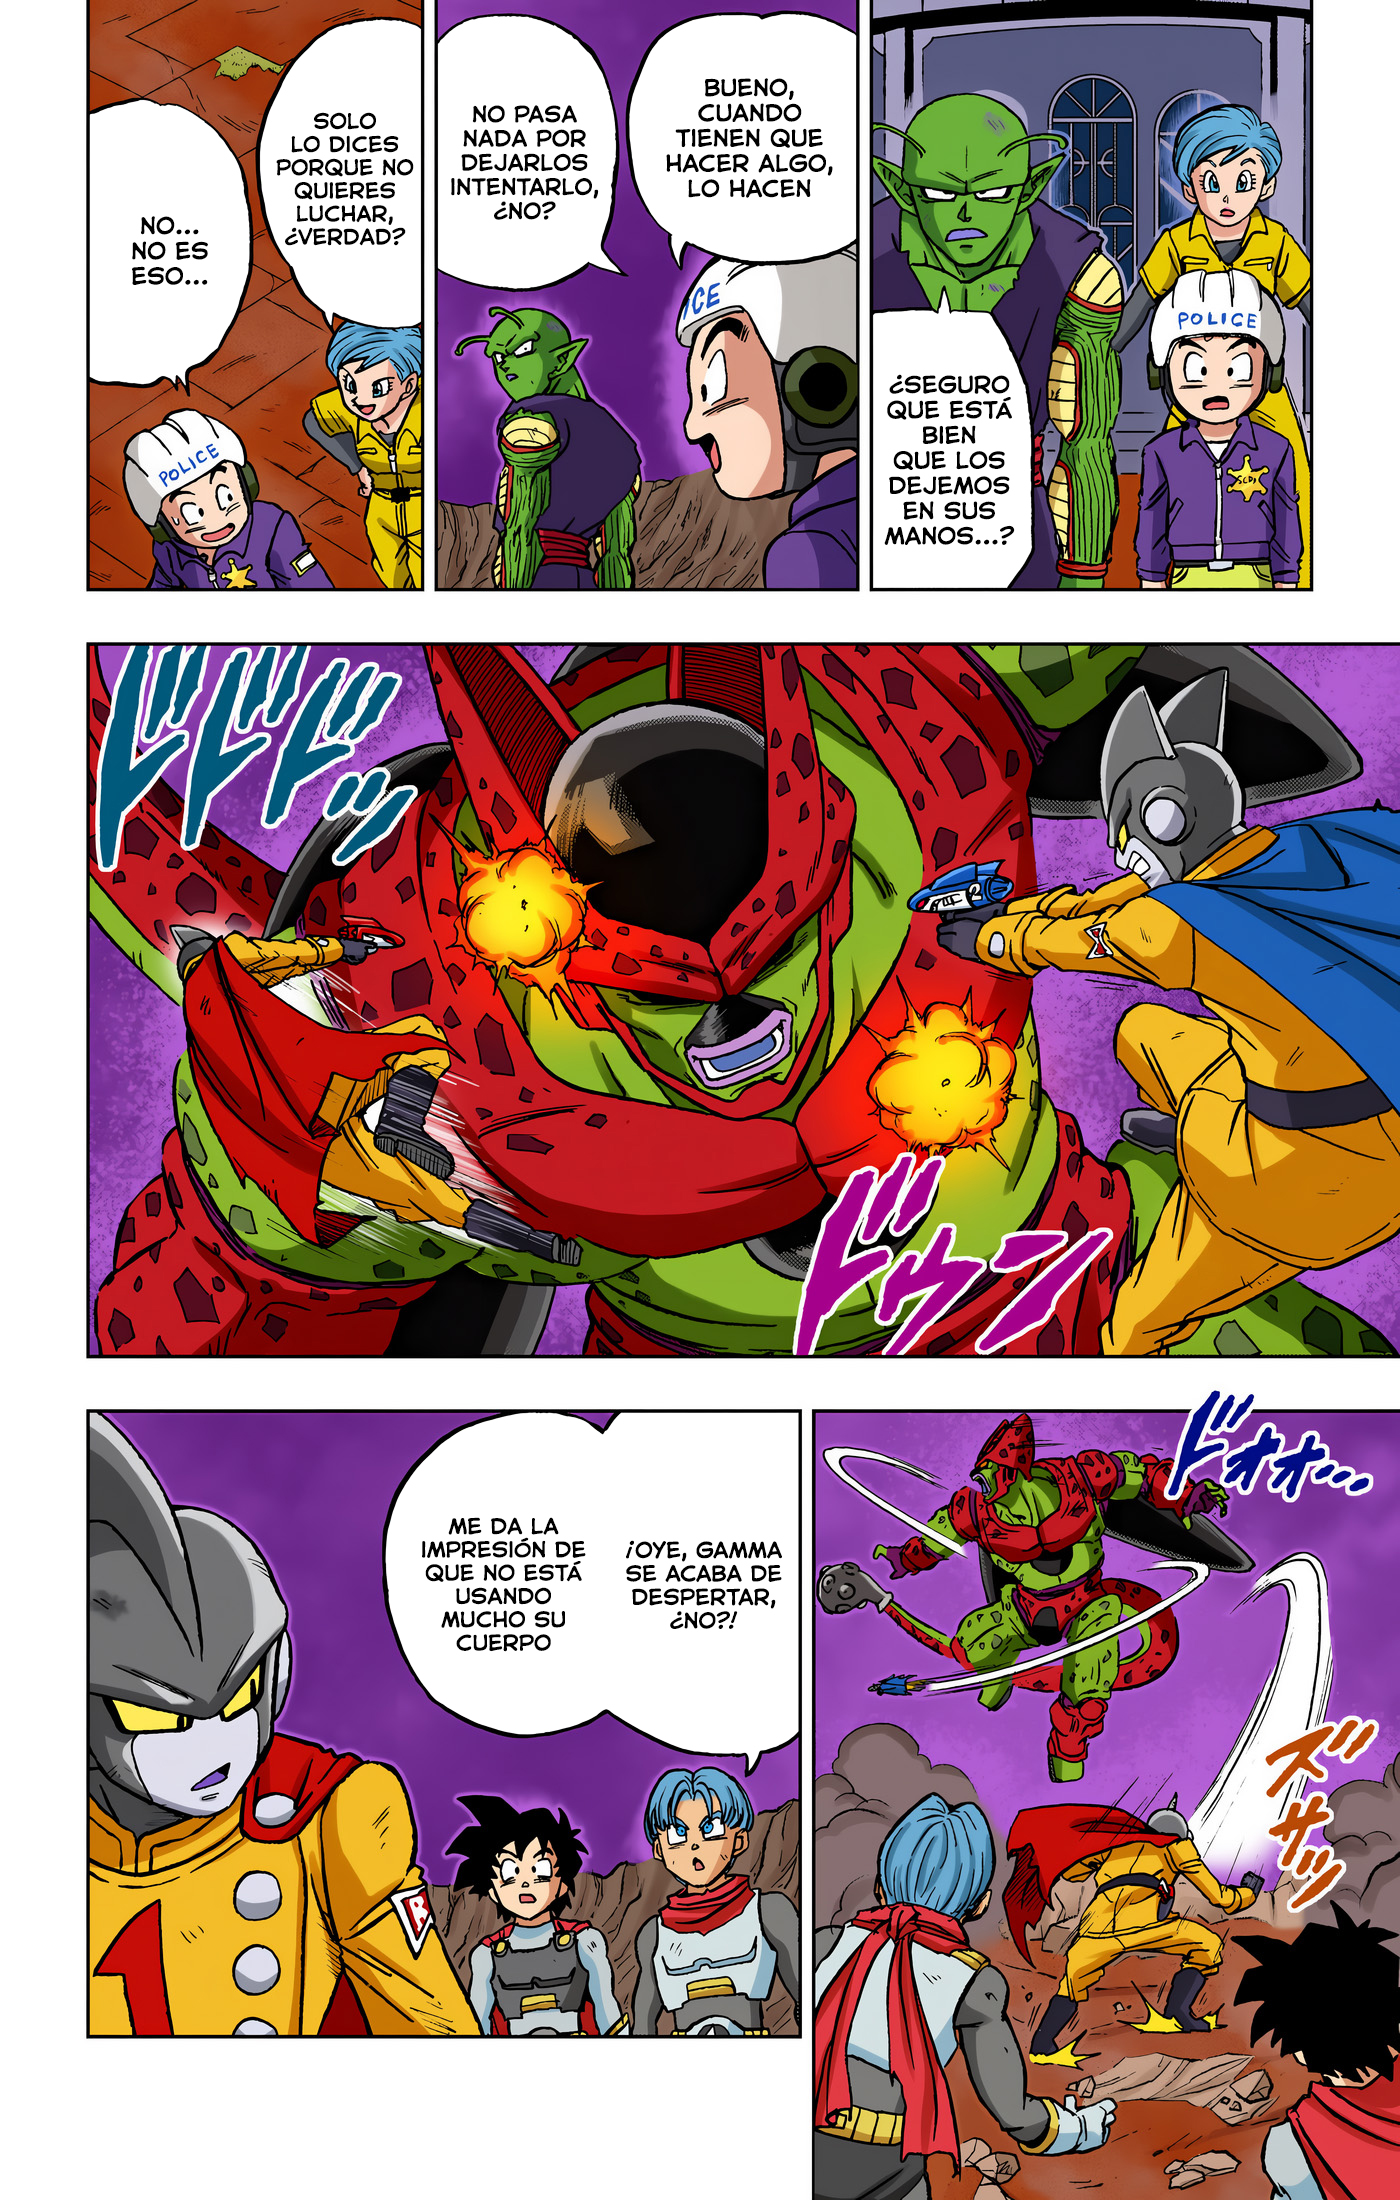 ¿SEGURO
QUE ESTÁ
BIEN
QUE LOS
DEJEMOS
EN SUS
MANOS...?
POLICE
BUENO,
CUANDO
TIENEN QUE
HACER ALGO,
LO HACEN
NO PASA
NADA POR
DEJARLOS
INTENTARLO,
¿NO?
ICE
SOLO
LO DICES
PORQUE NO
QUIERES
LUCHAR,
¿VERDAD?
NO...
NO ES
ESO...
POLICE
ドドドッ
ドゥン
ドォォ...
ズザッ
¡OYE, GAMMA
SE ACABA DE
DESPERTAR,
¿NO?!
ME DA LA
IMPRESIÓN DE
QUE NO ESTÁ
USANDO
MUCHO SU
CUERPO
R
1